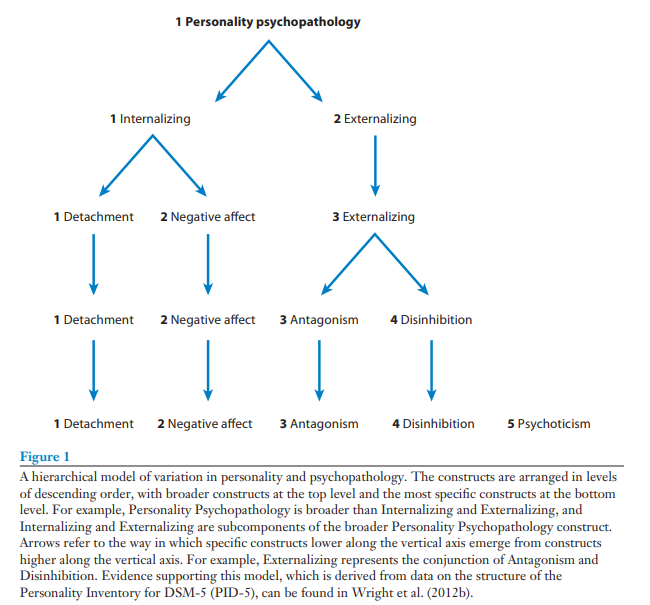 1 Personality psychopathology
1 Internalizing 2 Externalizing
1 Detachment 2 Negative affect 3 Externalizing
1 Detachment 2 Negative affect 3 Antagonism 4 Disinhibition
1 Detachment 2 Negative affect 3 Antagonism 4 Disinhibition 5 Psychoticism
Figure 1
A hierarchical model of variation in personality and psychopathology. The constructs are arranged in levels
of descending order, with broader constructs at the top level and the most specific constructs at the bottom
level. For example, Personality Psychopathology is broader than Internalizing and Externalizing, and
Internalizing and Externalizing are subcomponents of the broader Personality Psychopathology construct.
Arrows refer to the way in which specific constructs lower along the vertical axis emerge from constructs
higher along the vertical axis. For example, Externalizing represents the conjunction of Antagonism and
Disinhibition. Evidence supporting this model, which is derived from data on the structure of the
Personality Inventory for DSM-5 (PID-5), can be found in Wright et al. (2012b).